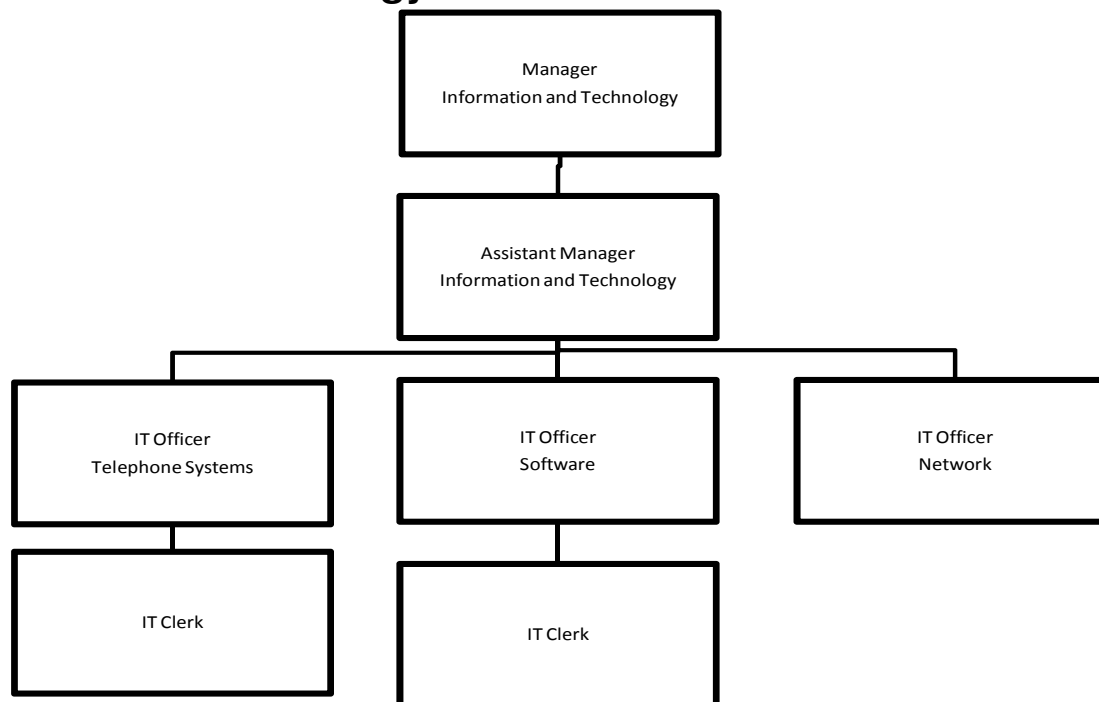 Manager
Information and Technology
Assistant Manager
Information and Technology
IT Officer
Telephone Systems
IT Officer
Software
IT Officer
Network
IT Clerk
IT Clerk